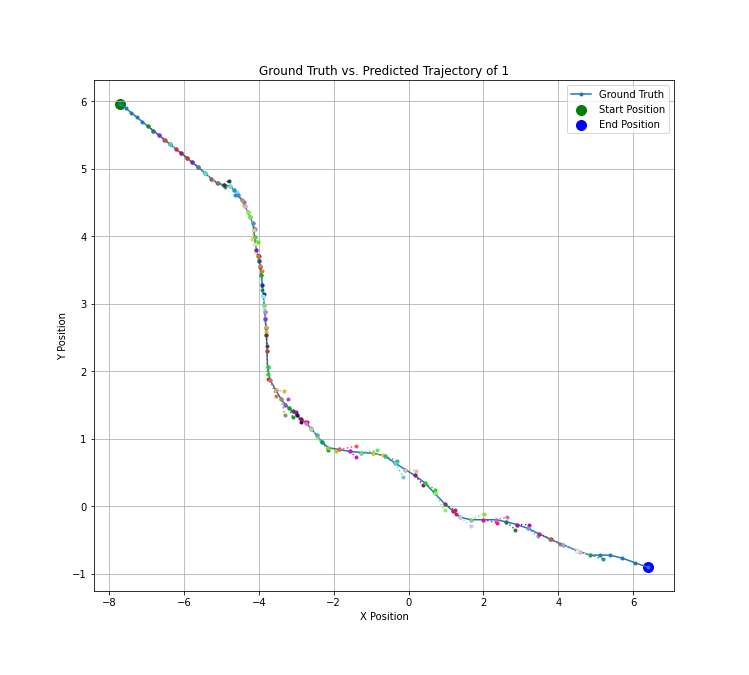 Ground Truth vs. Predicted Trajectory of 1
Ground Truth
Start Position
End Position
Y Position
6
5
4
3
2
1
0
−1
−8
−6
−4
−2
0
2
4
6
X Position